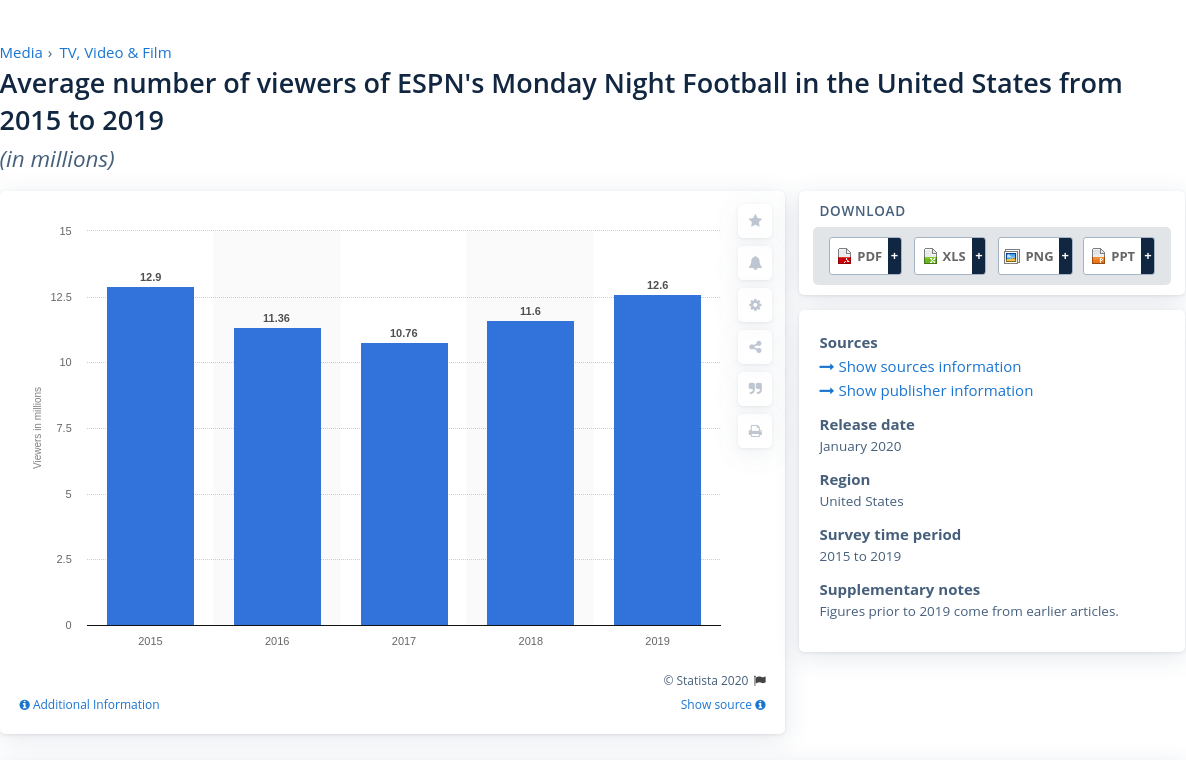 Media › TV, Video & Film
Average number of viewers of ESPN's Monday Night Football in the United States from
2015 to 2019
(in millions)
15
12.5
10
7.5
5
2.5
0
Viewers in millions
12.9
11.36
10.76
11.6
12.6
2015 2016 2017 2018 2019
© Statista 2020
Additional Information
Show source
DOWNLOAD
PDF + XLS + PNG + PPT +
Sources
Show sources information
Show publisher information
Release date
January 2020
Region
United States
Survey time period
2015 to 2019
Supplementary notes
Figures prior to 2019 come from earlier articles.